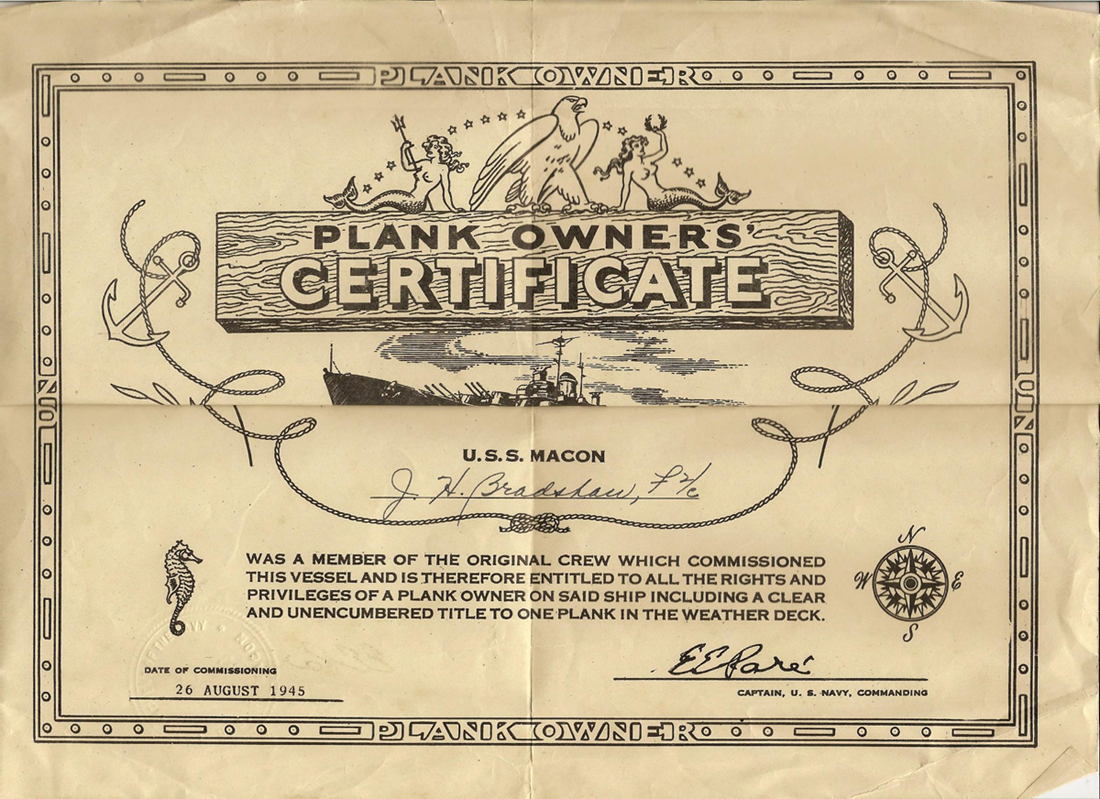 PLANK OWNER
PLANK OWNERS'
CERTIFICATE
USN
USN
U.S.S. MACON
J. H. Bradshaw, F2/c
WAS A MEMBER OF THE ORIGINAL CREW WHICH COMMISSIONED
THIS VESSEL AND IS THEREFORE ENTITLED TO ALL THE RIGHTS AND
PRIVILEGES OF A PLANK OWNER ON SAID SHIP INCLUDING A CLEAR
AND UNENCUMBERED TITLE TO ONE PLANK IN THE WEATHER DECK.
N
W E
S
DATE OF COMMISSIONING
26 AUGUST 1945
E E Paré
CAPTAIN, U. S. NAVY, COMMANDING
PLANK OWNER